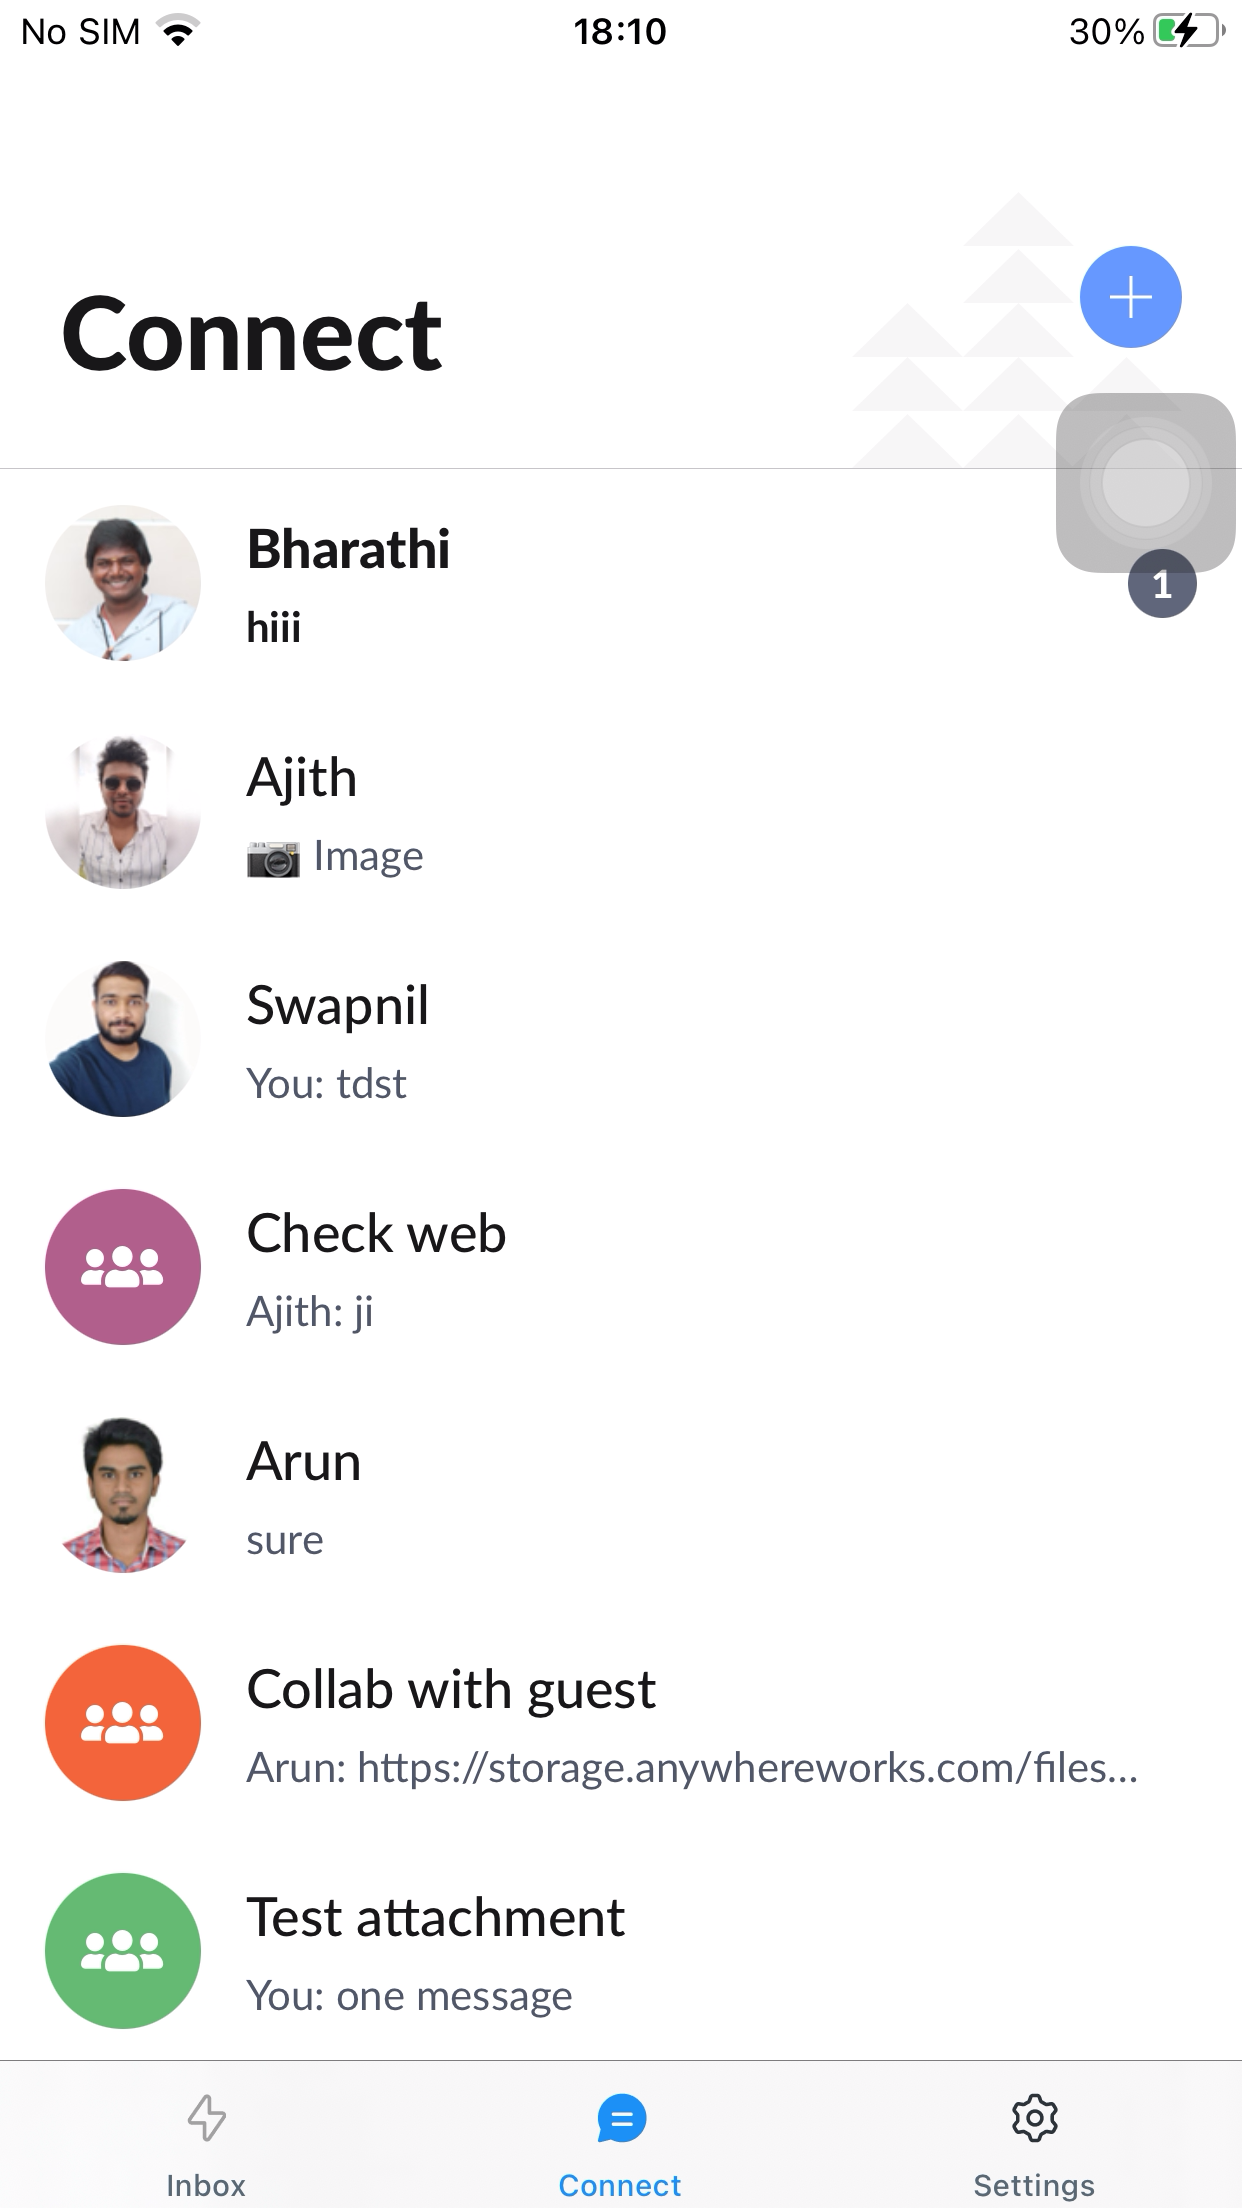 No SIM 18:10 30%
Connect
Bharathi
hiii
1
Ajith
Image
Swapnil
You: tdst
Check web
Ajith: ji
Arun
sure
Collab with guest
Arun: https://storage.anywhereworks.com/files...
Test attachment
You: one message
Inbox Connect Settings